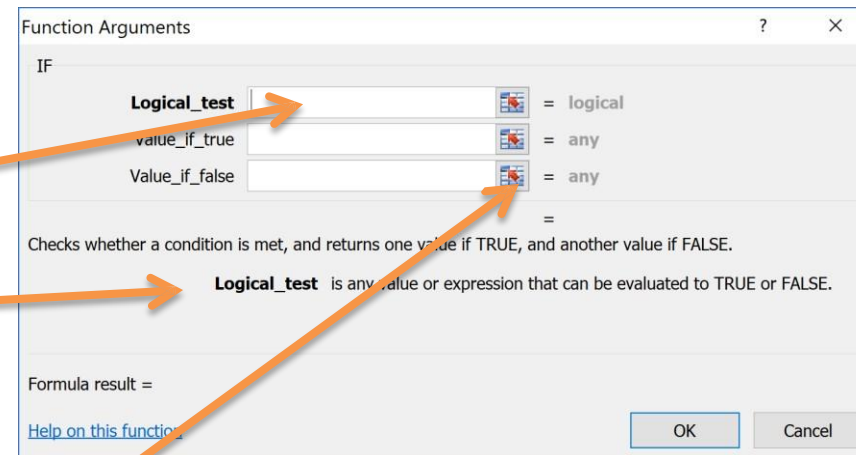 Function Arguments ? ×
IF
Logical_test = logical
Value_if_true = any
Value_if_false = any
=
Checks whether a condition is met, and returns one value if TRUE, and another value if FALSE.
Logical_test is any value or expression that can be evaluated to TRUE or FALSE.
Formula result =
Help on this function OK Cancel